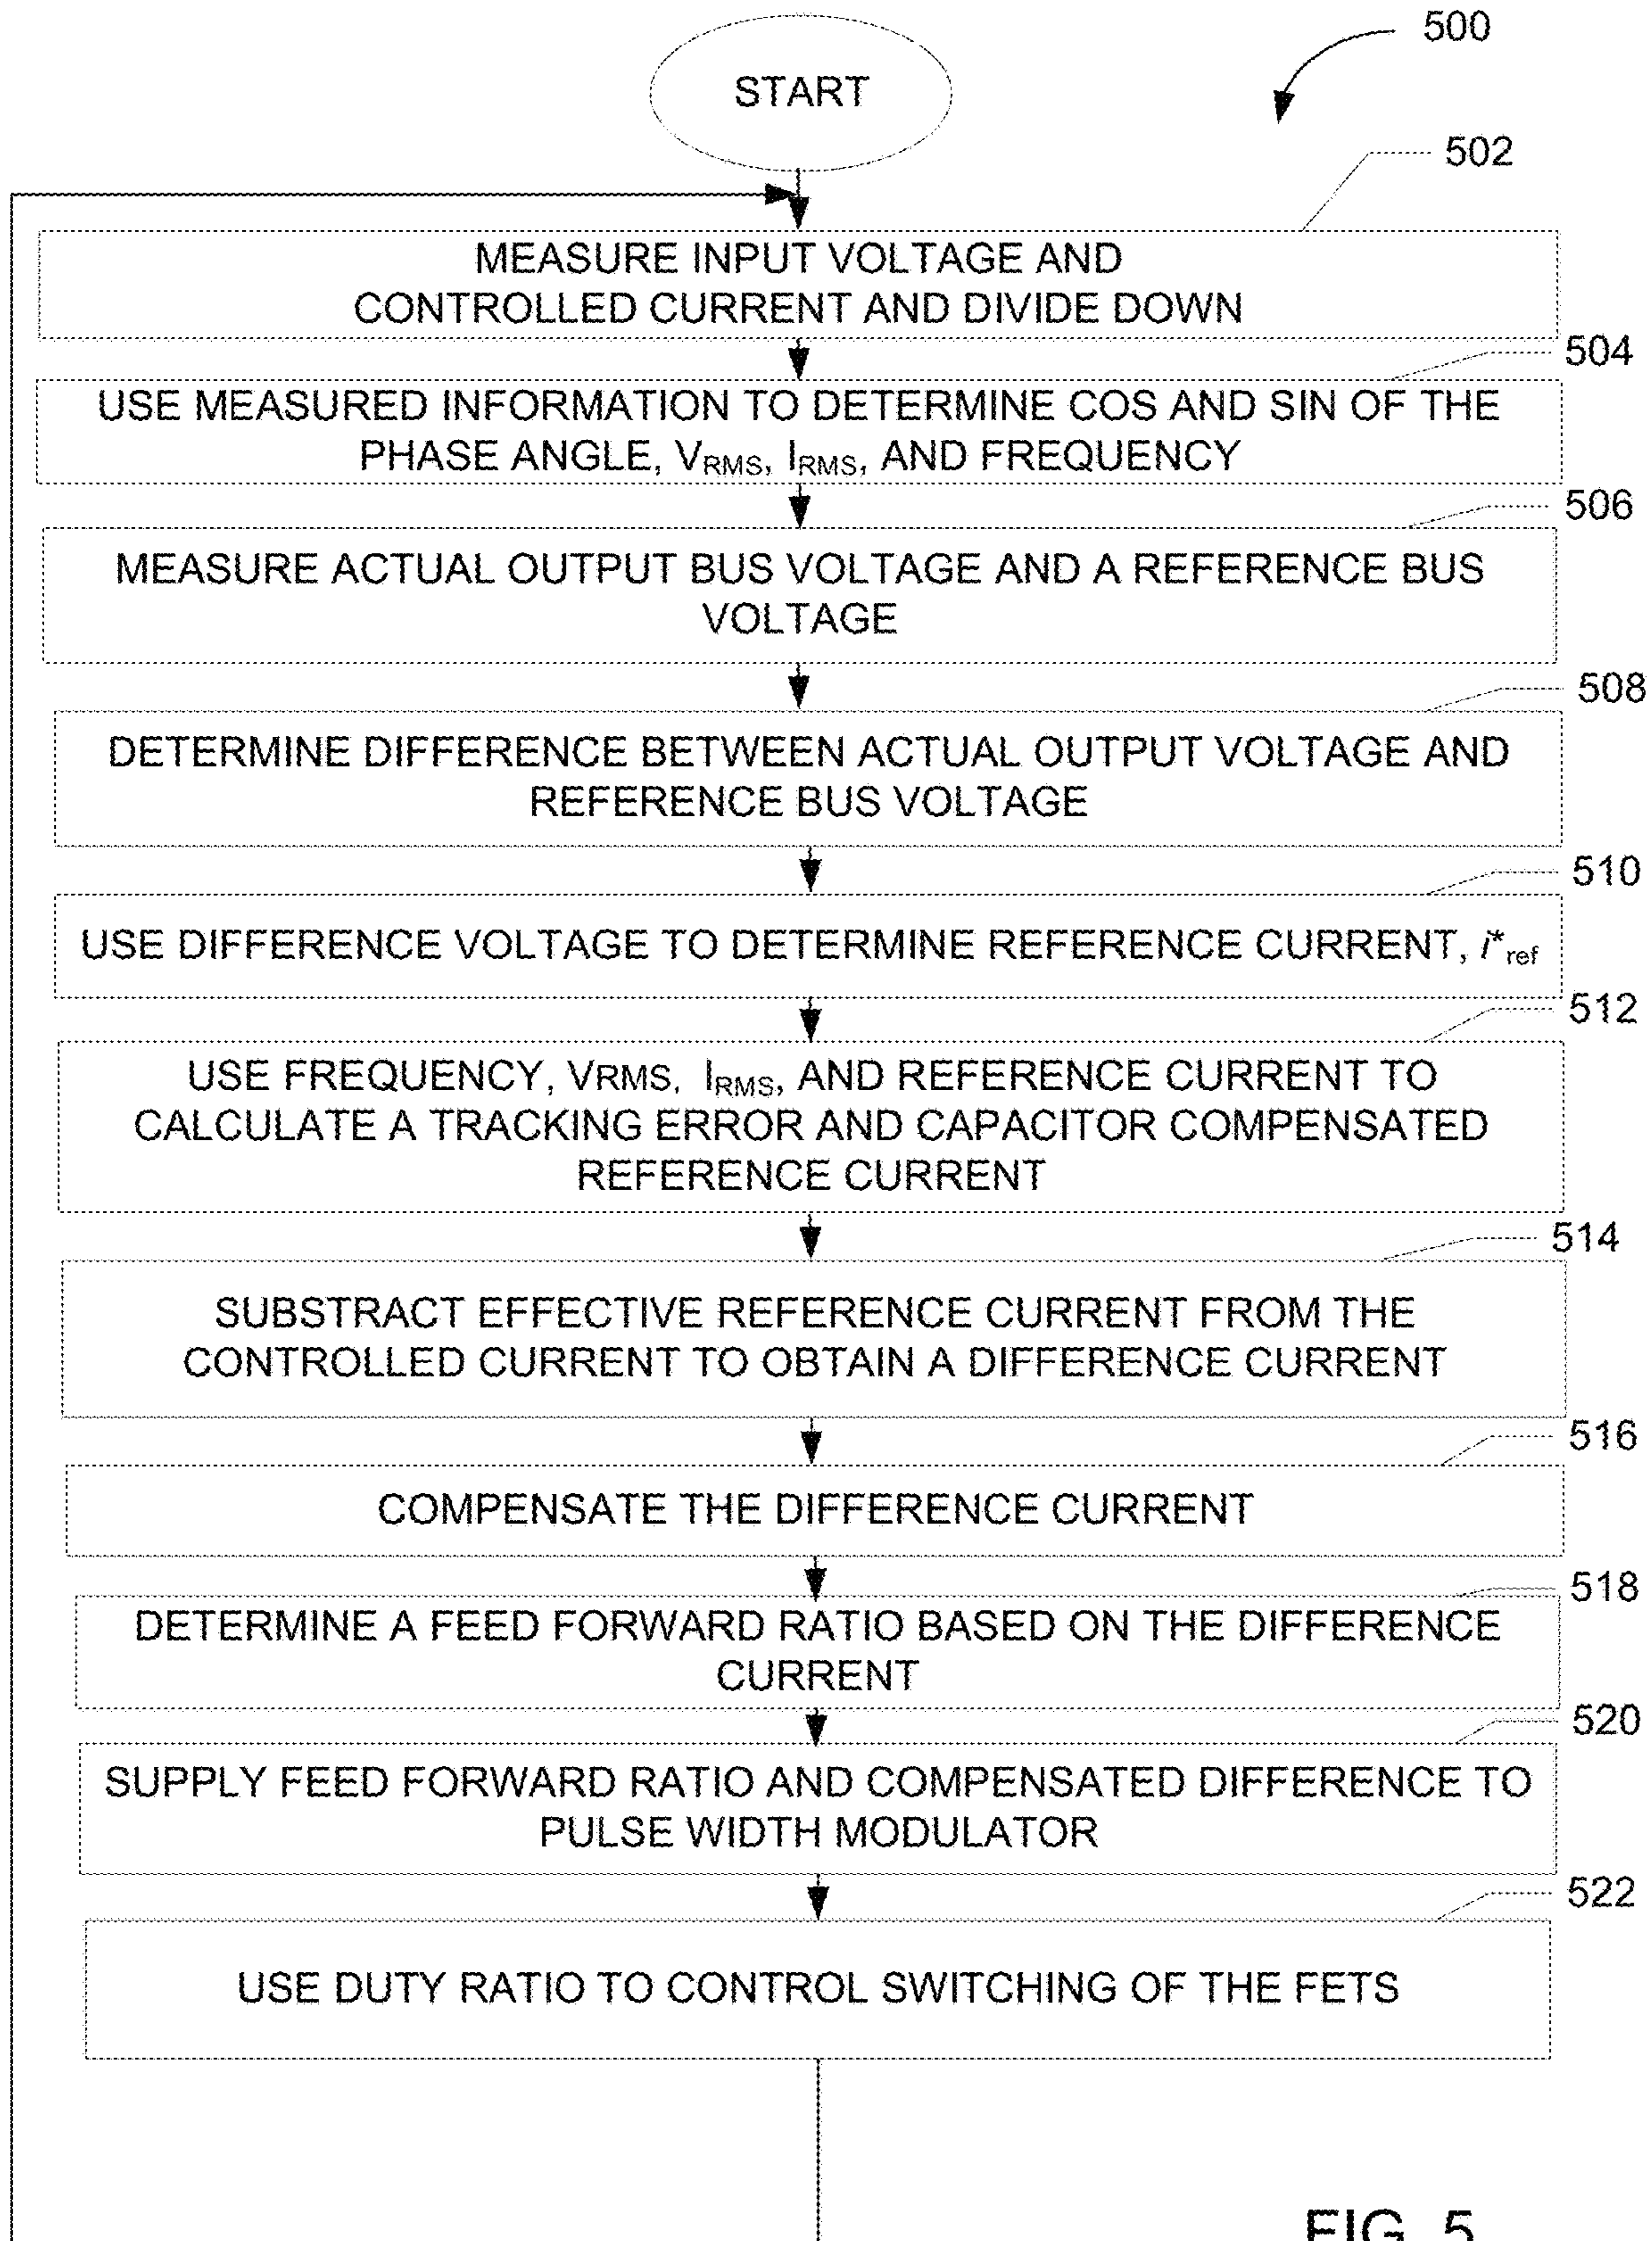 500
START
502
MEASURE INPUT VOLTAGE AND
CONTROLLED CURRENT AND DIVIDE DOWN
504
USE MEASURED INFORMATION TO DETERMINE COS AND SIN OF THE
PHASE ANGLE, VRMS, IRMS, AND FREQUENCY
506
MEASURE ACTUAL OUTPUT BUS VOLTAGE AND A REFERENCE BUS
VOLTAGE
508
DETERMINE DIFFERENCE BETWEEN ACTUAL OUTPUT VOLTAGE AND
REFERENCE BUS VOLTAGE
510
USE DIFFERENCE VOLTAGE TO DETERMINE REFERENCE CURRENT, i*ref
512
USE FREQUENCY, VRMS, IRMS, AND REFERENCE CURRENT TO
CALCULATE A TRACKING ERROR AND CAPACITOR COMPENSATED
REFERENCE CURRENT
514
SUBSTRACT EFFECTIVE REFERENCE CURRENT FROM THE
CONTROLLED CURRENT TO OBTAIN A DIFFERENCE CURRENT
516
COMPENSATE THE DIFFERENCE CURRENT
518
DETERMINE A FEED FORWARD RATIO BASED ON THE DIFFERENCE
CURRENT
520
SUPPLY FEED FORWARD RATIO AND COMPENSATED DIFFERENCE TO
PULSE WIDTH MODULATOR
522
USE DUTY RATIO TO CONTROL SWITCHING OF THE FETS
FIG. 5